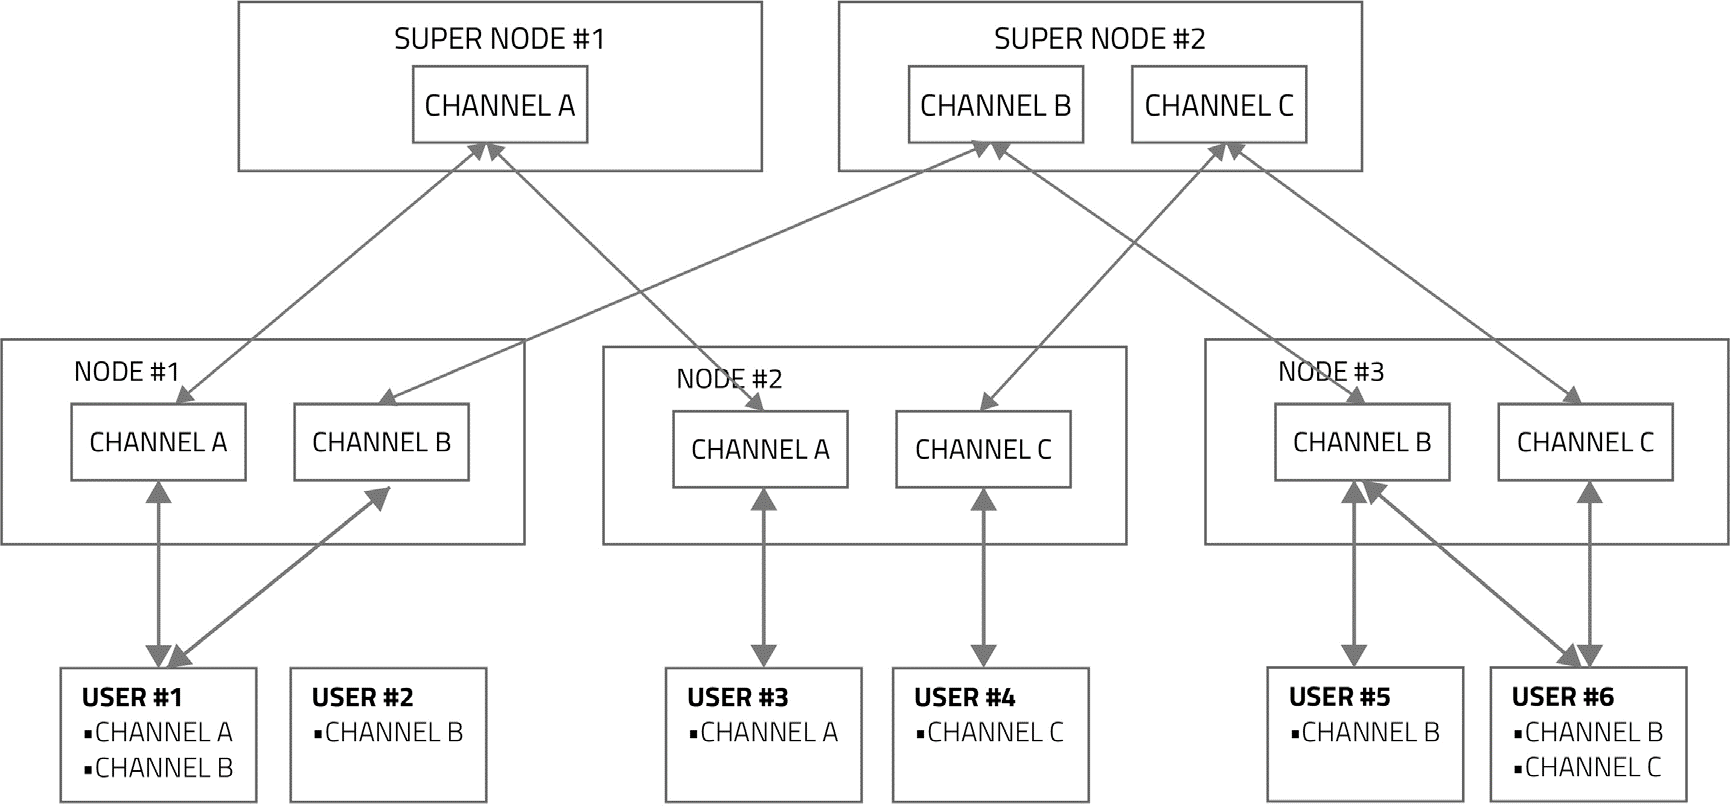 SUPER NODE #1
CHANNEL A
SUPER NODE #2
CHANNEL B
CHANNEL C
NODE #1
CHANNEL A
CHANNEL B
NODE #2
CHANNEL A
CHANNEL C
NODE #3
CHANNEL B
CHANNEL C
USER #1
▪CHANNEL A
▪CHANNEL B
USER #2
▪CHANNEL B
USER #3
▪CHANNEL A
USER #4
▪CHANNEL C
USER #5
▪CHANNEL B
USER #6
▪CHANNEL B
▪CHANNEL C